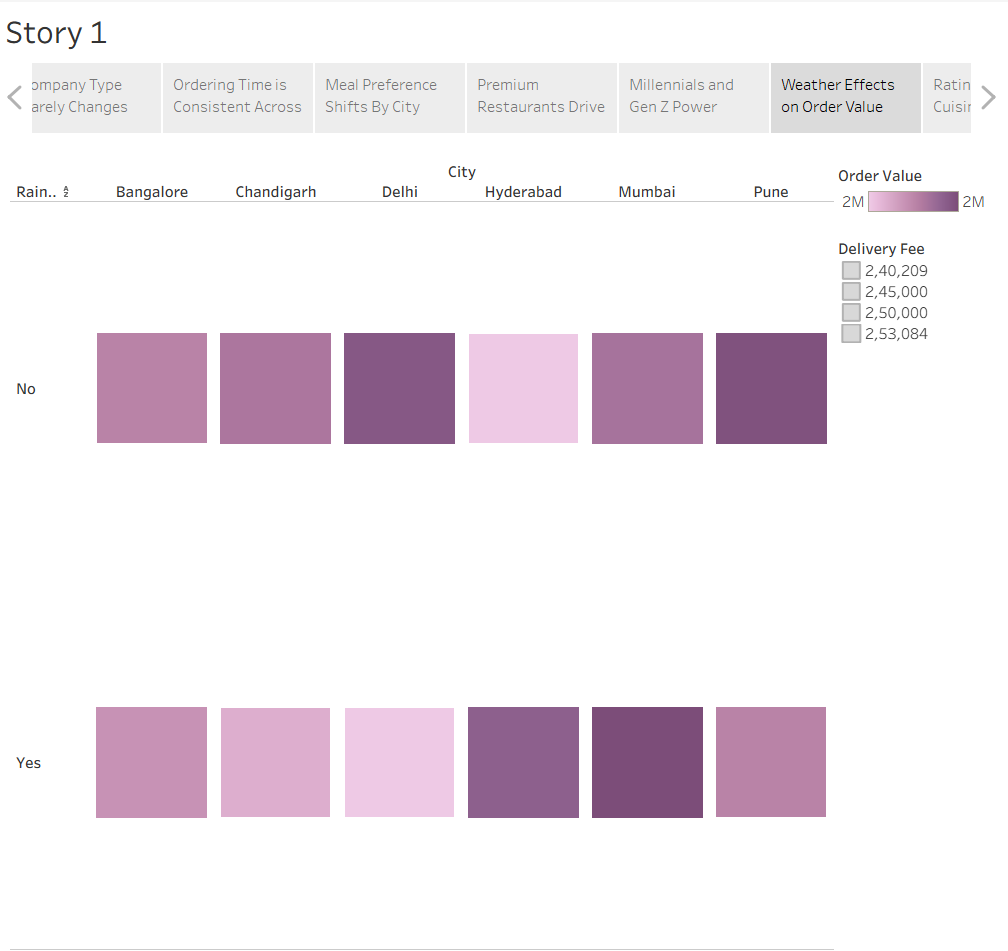 Story 1
ompany Type
arely Changes
Ordering Time is
Consistent Across
Meal Preference
Shifts By City
Premium
Restaurants Drive
Millennials and
Gen Z Power
Weather Effects
on Order Value
Ratin
Cuisin
City
Rain.. Bangalore Chandigarh Delhi Hyderabad Mumbai Pune
No
Yes
Order Value
2M 2M
Delivery Fee
2,40,209
2,45,000
2,50,000
2,53,084